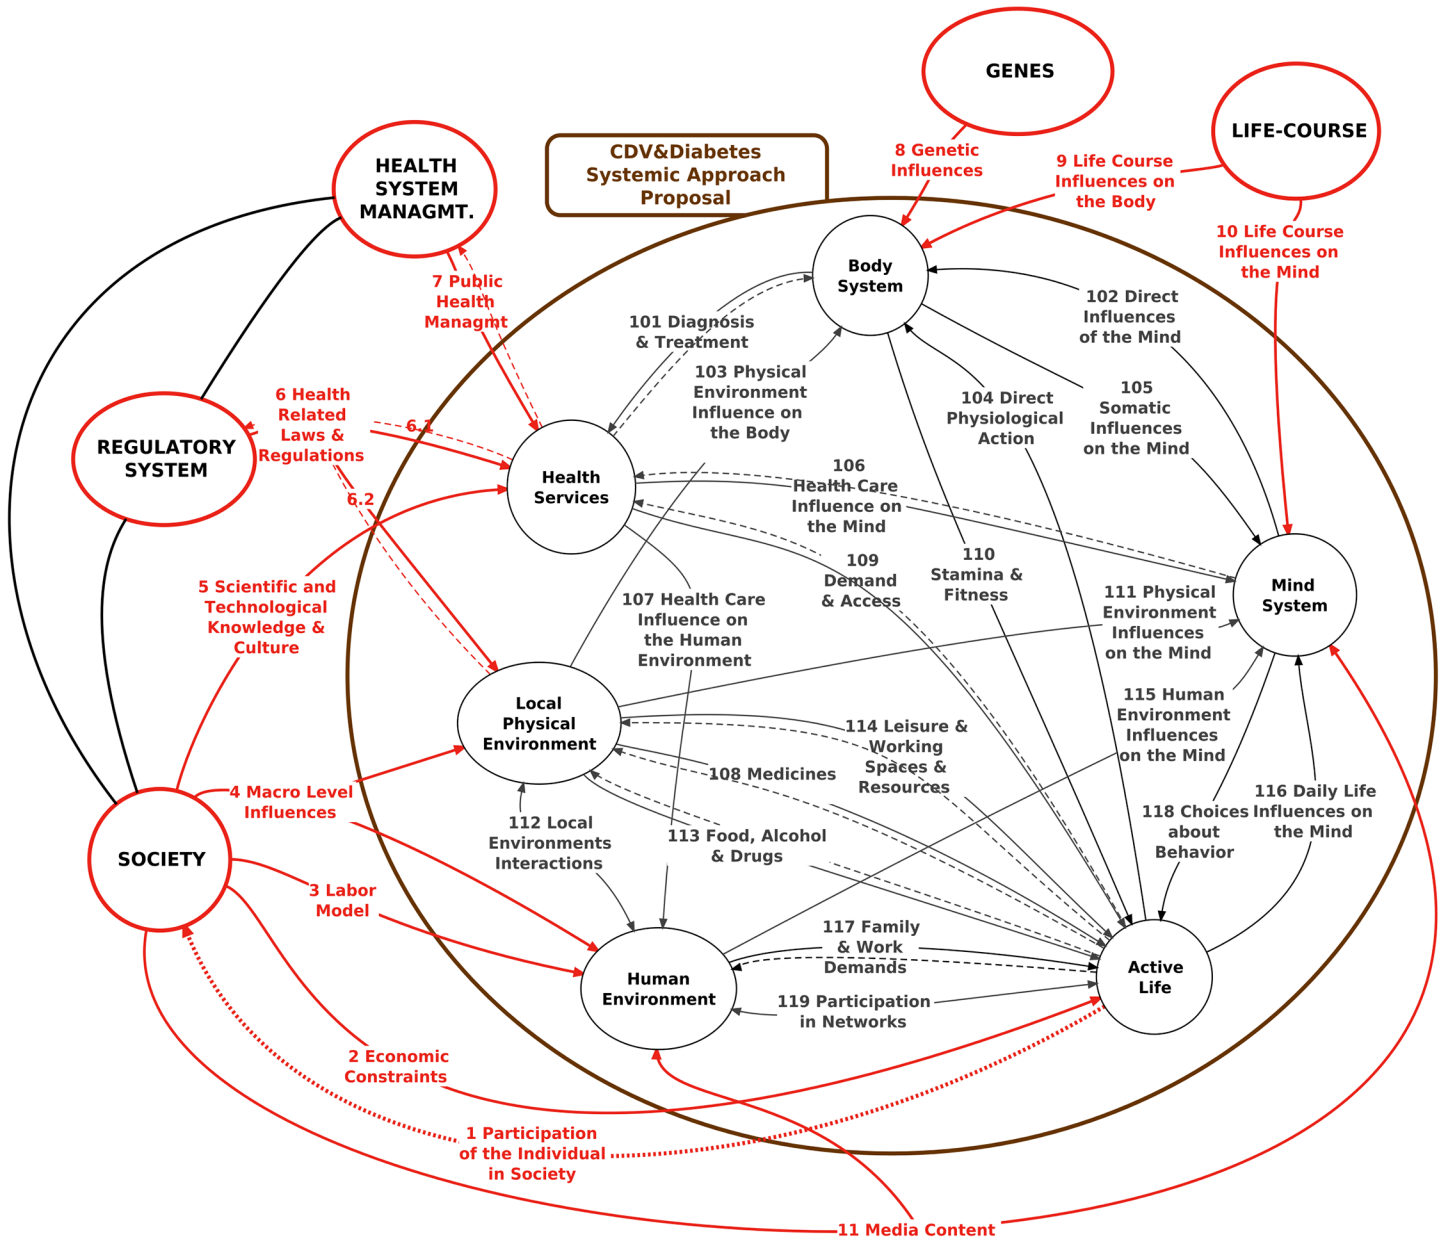 GENES
LIFE-COURSE
HEALTH
SYSTEM
MANAGMT.
CDV&Diabetes
Systemic Approach
Proposal
8 Genetic
Influences
9 Life Course
Influences on
the Body
10 Life Course
Influences on
the Mind
Body
System
7 Public
Health
Managmt
101 Diagnosis
& Treatment
102 Direct
Influences
of the Mind
103 Physical
Environment
Influence on
the Body
104 Direct
Physiological
Action
105
Somatic
Influences
on the Mind
6 Health
Related
Laws &
Regulations
6.1
6.2
REGULATORY
SYSTEM
Health
Services
106
Health Care
Influence on
the Mind
109
Demand
& Access
110
Stamina &
Fitness
Mind
System
5 Scientific and
Technological
Knowledge &
Culture
107 Health Care
Influence on
the Human
Environment
111 Physical
Environment
Influences
on the Mind
Local
Physical
Environment
114 Leisure &
Working
Spaces &
Resources
115 Human
Environment
Influences
on the Mind
108 Medicines
4 Macro Level
Influences
112 Local
Environments
Interactions
113 Food, Alcohol
& Drugs
118 Choices
about
Behavior
116 Daily Life
Influences on
the Mind
SOCIETY
3 Labor
Model
117 Family
& Work
Demands
Human
Environment
Active
Life
119 Participation
in Networks
2 Economic
Constraints
1 Participation
of the Individual
in Society
11 Media Content